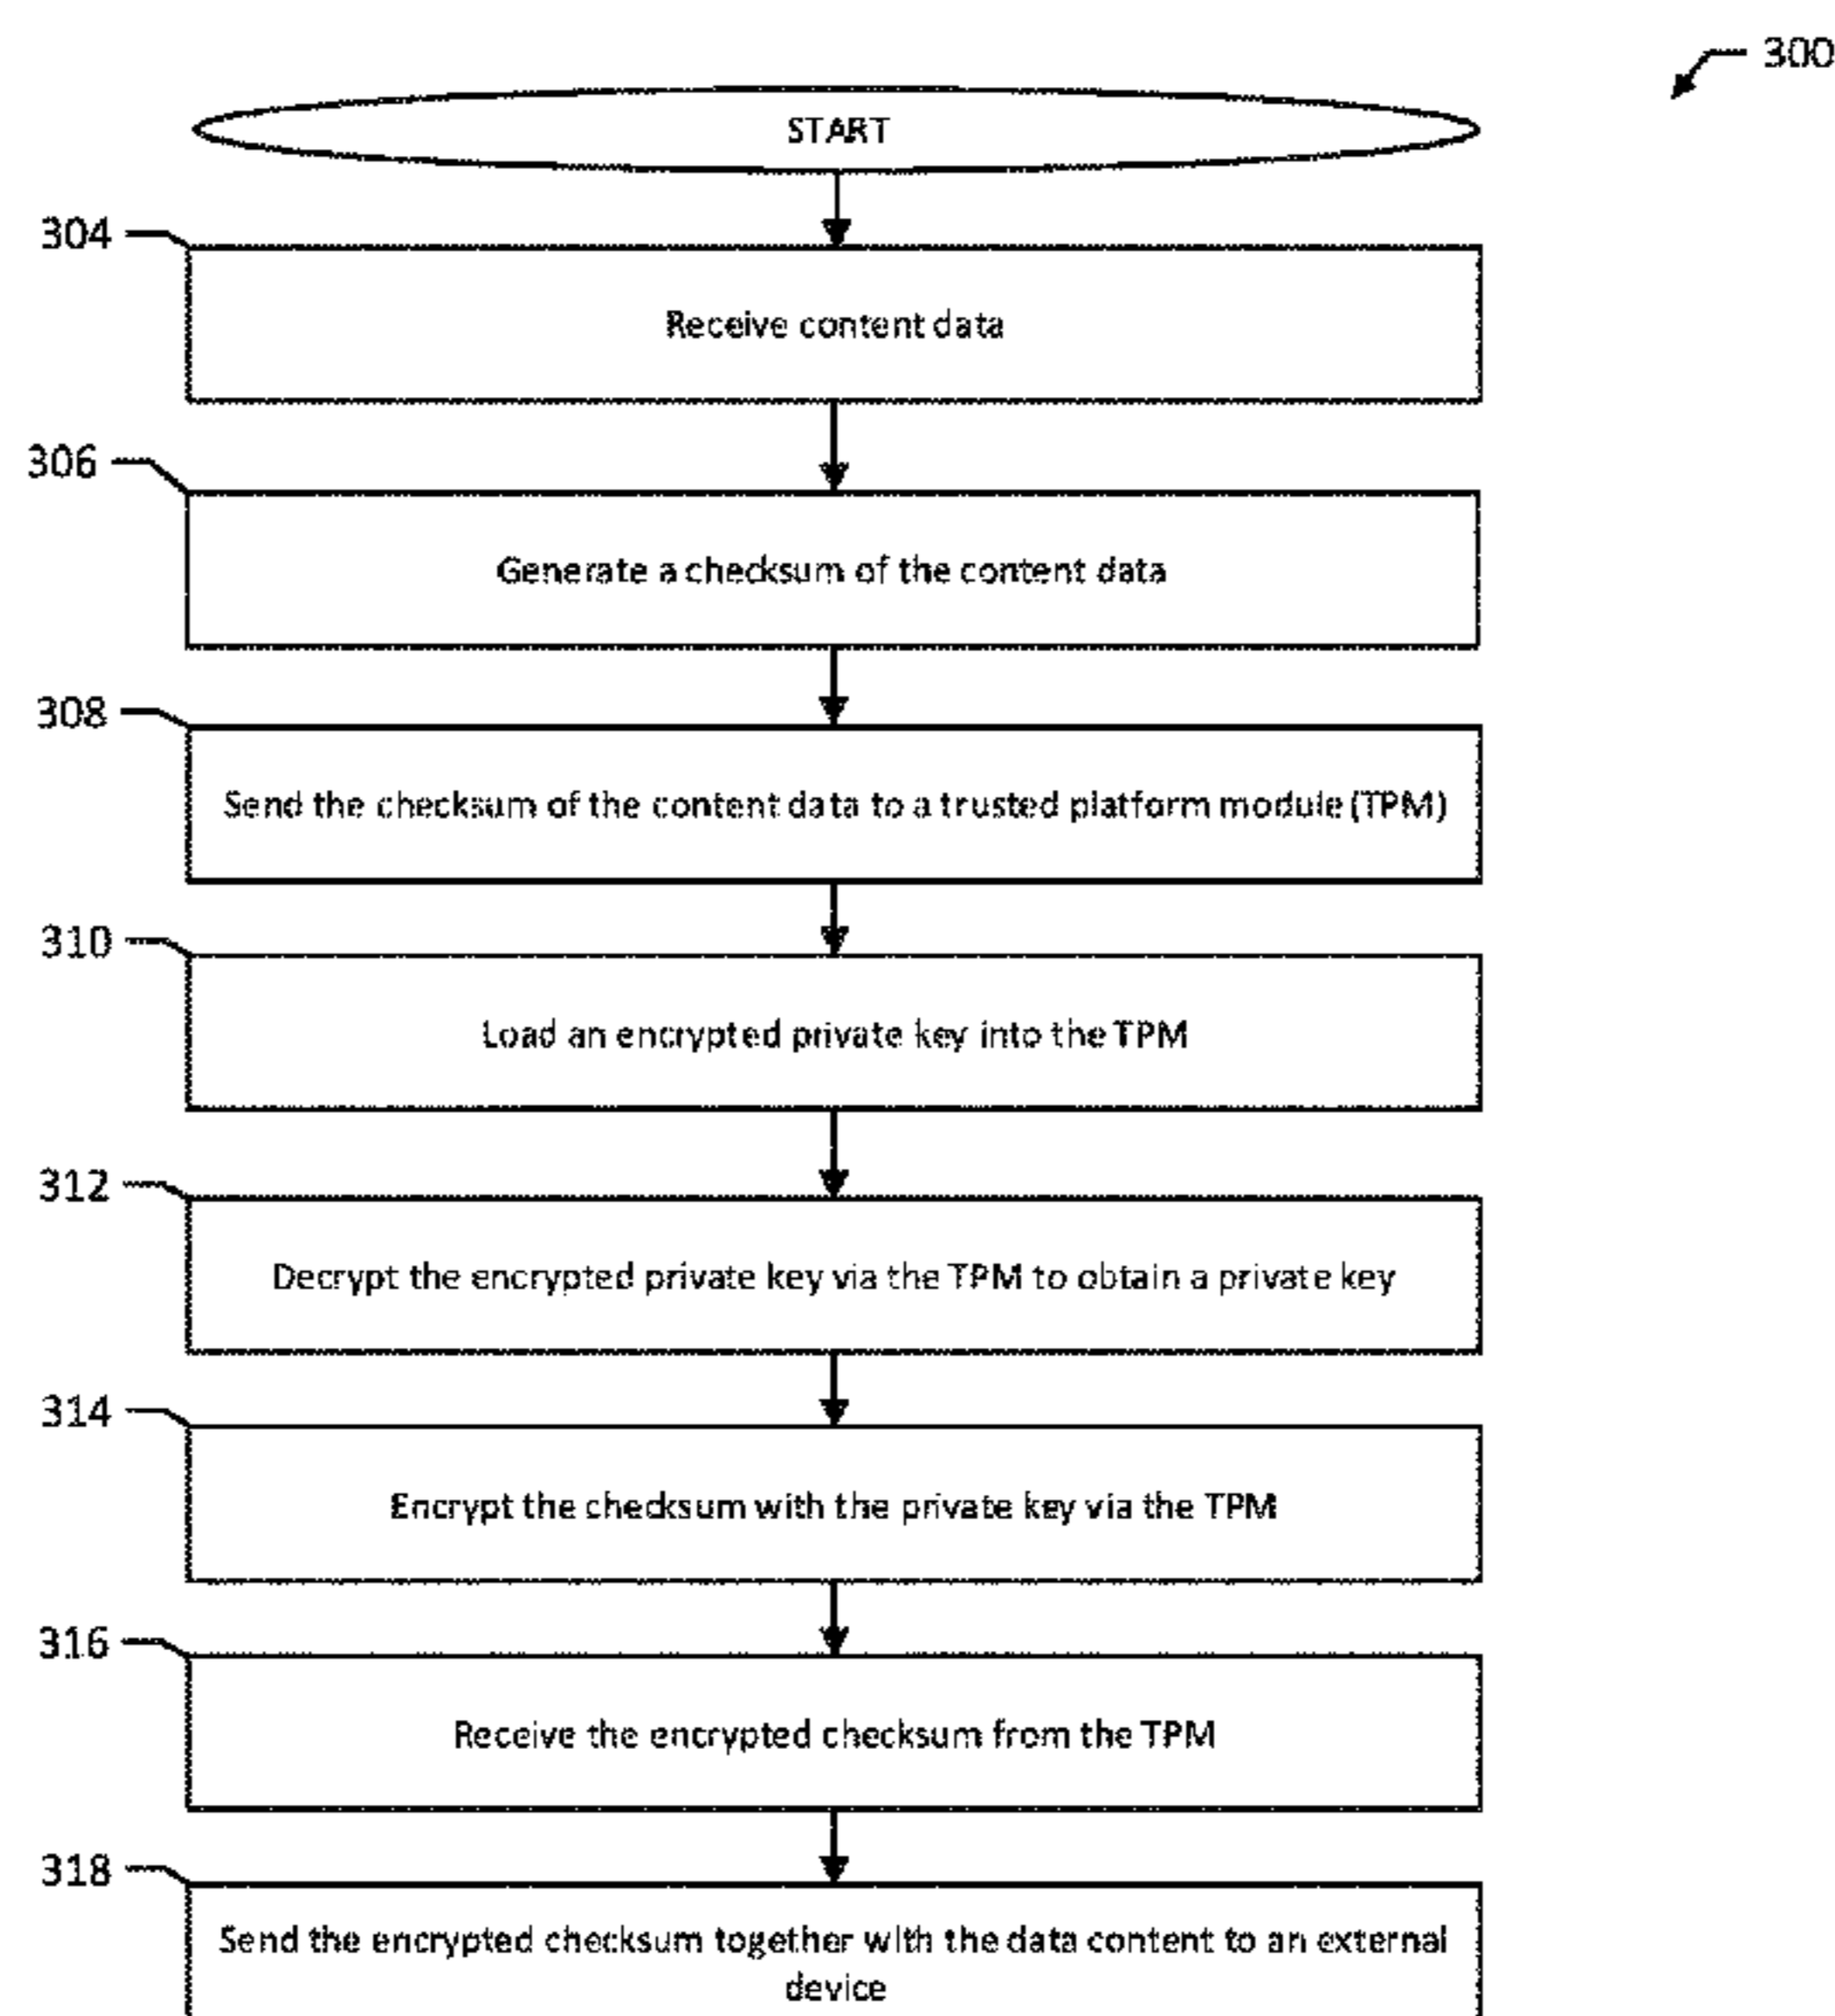 300
START
304
Receive content data
306
Generate a checksum of the content data
308
Send the checksum of the content data to a trusted platform module (TPM)
310
Load an encrypted private key into the TPM
312
Decrypt the encrypted private key via the TPM to obtain a private key
314
Encrypt the checksum with the private key via the TPM
316
Receive the encrypted checksum from the TPM
318
Send the encrypted checksum together with the data content to an external
device